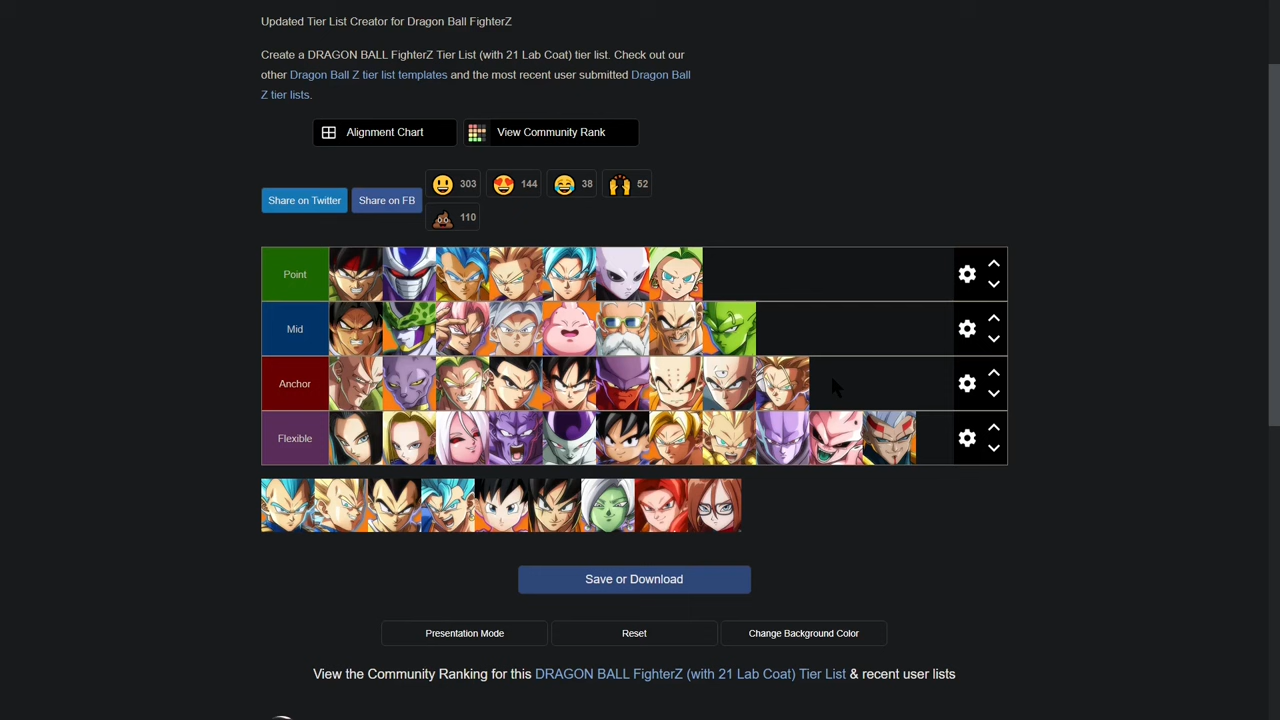 Updated Tier List Creator for Dragon Ball FighterZ
Create a DRAGON BALL FighterZ Tier List (with 21 Lab Coat) tier list. Check out our
other Dragon Ball Z tier list templates and the most recent user submitted Dragon Ball
Z tier lists.
Alignment Chart
View Community Rank
Share on Twitter
Share on FB
303
144
38
52
110
Point
Mid
Anchor
Flexible
Save or Download
Presentation Mode
Reset
Change Background Color
View the Community Ranking for this DRAGON BALL FighterZ (with 21 Lab Coat) Tier List & recent user lists